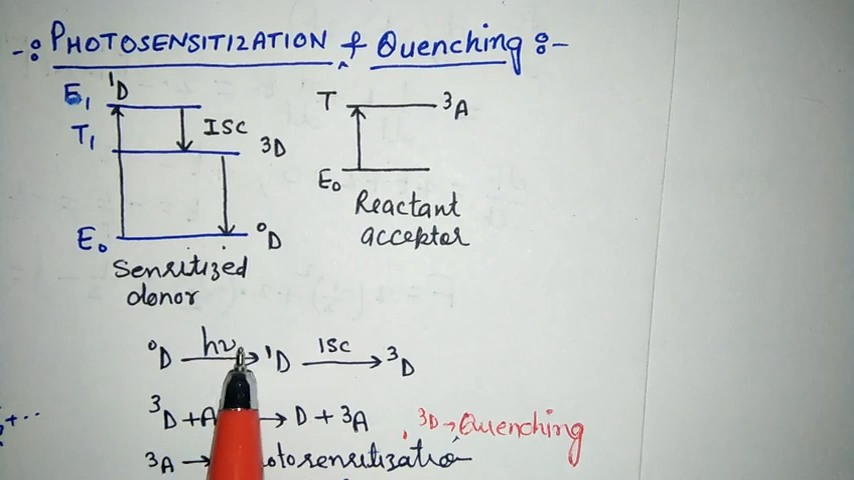 -: PHOTOSENSITIZATION & Quenching :-
E₁ ¹D
T ³A
ISC
T₁
³D
E₀
Reactant
acceptor
E₀ ⁰D
Sensitized
donor
⁰D hν → ¹D ISC → ³D
³D + A → D + ³A , ³D → Quenching
³A →